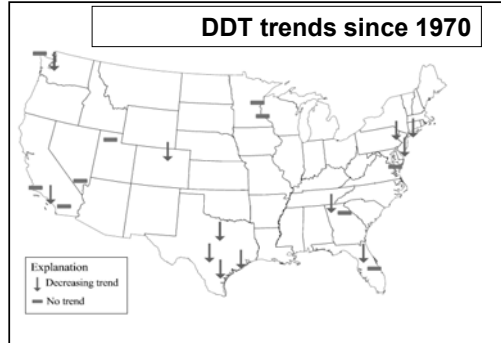 DDT trends since 1970
Explanation
Decreasing trend
No trend